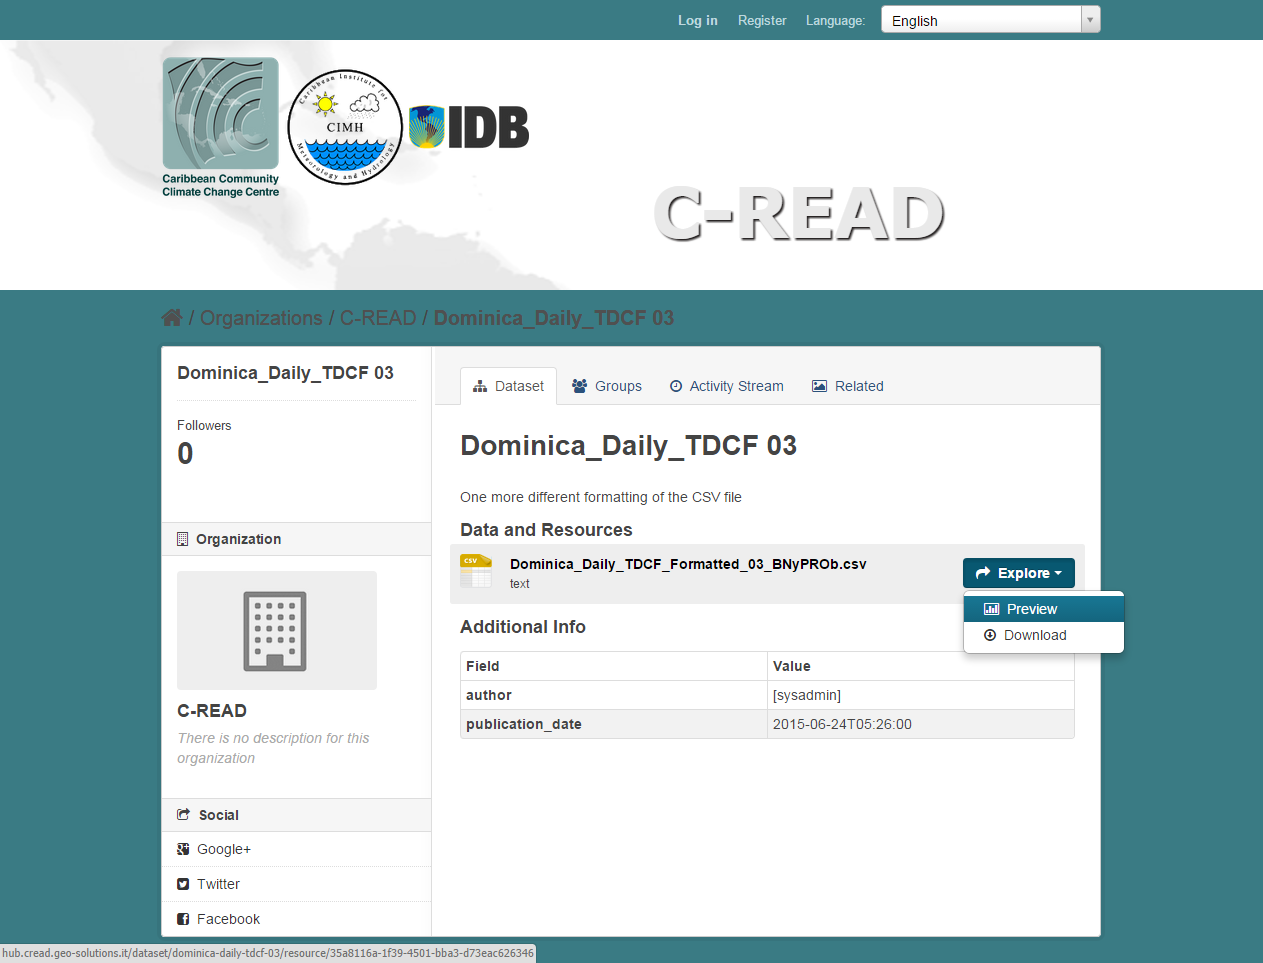 Log in Register Language: English
Caribbean Institute for
CIMH
Meteorology and Hydrology
IDB
Caribbean Community
Climate Change Centre
C-READ
/ Organizations / C-READ / Dominica_Daily_TDCF 03
Dominica_Daily_TDCF 03
Followers
0
Organization
C-READ
There is no description for this
organization
Social
Google+
Twitter
Facebook
Dataset Groups Activity Stream Related
Dominica_Daily_TDCF 03
One more different formatting of the CSV file
Data and Resources
CSV
Dominica_Daily_TDCF_Formatted_03_BNyPROb.csv
text
Explore
Preview
Download
Additional Info
Field Value
author [sysadmin]
publication_date 2015-06-24T05:26:00
hub.cread.geo-solutions.it/dataset/dominica-daily-tdcf-03/resource/35a8116a-1f39-4501-bba3-d73eac626346